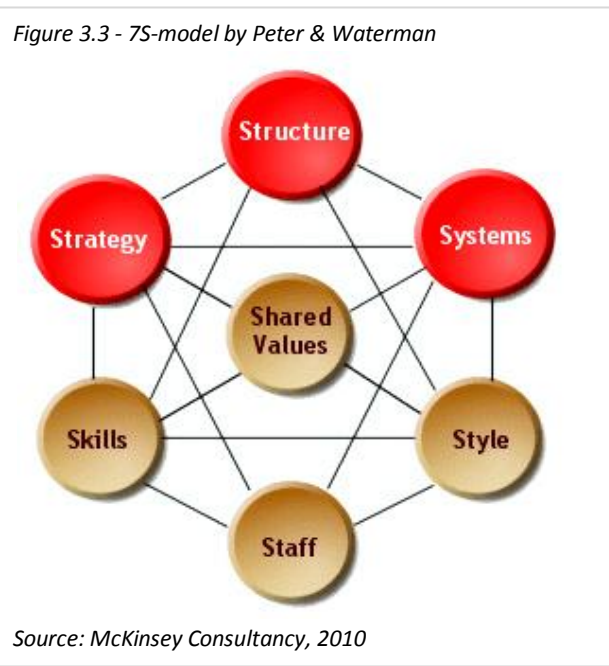 Figure 3.3 - 7S-model by Peter & Waterman
Structure
Strategy
Systems
Shared
Values
Skills
Style
Staff
Source: McKinsey Consultancy, 2010